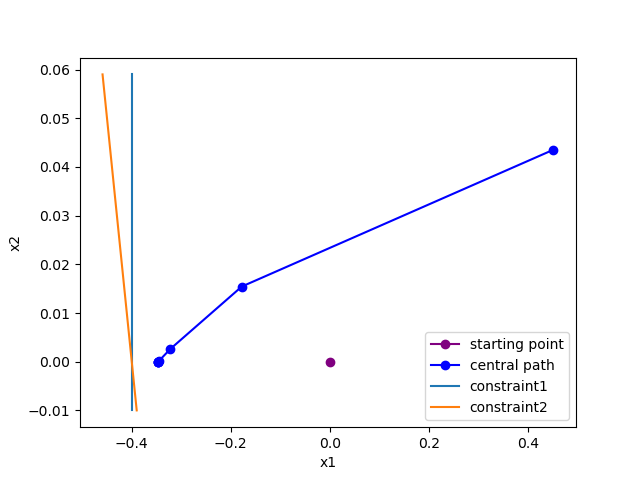 0.06
0.05
0.04
0.03
0.02
0.01
0.00
−0.01
x2
−0.4
−0.2
0.0
0.2
0.4
x1
starting point
central path
constraint1
constraint2